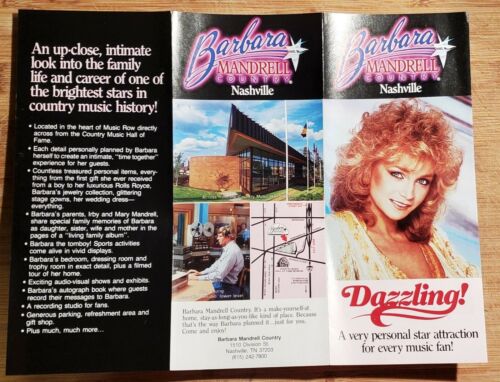 An up-close, intimate
look into the family
life and career of one of
the brightest stars in
country music history!
• Located in the heart of Music Row directly
across from the Country Music Hall of
Fame.
• Each detail personally planned by Barbara
herself to create an intimate, "time together"
experience for her guests.
• Countless treasured personal items, every-
thing from the first gift she ever received
from a boy to her luxurious Rolls Royce,
Barbara's jewelry collection, glittering
stage gowns, her wedding dress—
everything.
• Barbara's parents, Irby and Mary Mandrell,
share special family memories of Barbara
as daughter, sister, wife and mother in the
pages of a "living family album".
• Barbara the tomboy! Sports activities
come alive in vivid displays.
• Barbara's bedroom, dressing room and
trophy room in exact detail, plus a filmed
tour of her home.
• Exciting audio-visual shows and exhibits.
• Barbara's autograph book where guests
record their messages to Barbara.
• A recording studio for fans.
• Generous parking, refreshment area and
gift shop.
• Plus much, much more...
Barbara
MANDRELL
COUNTRY
Nashville
Barbara Mandrell Country. It's a make-yourself-at-
home, stay-as-long-as-you like kind of place. Because
that's the way Barbara planned it...just for you.
Come and enjoy!
Barbara Mandrell Country
1510 Division St.
Nashville, TN 37203
(615) 242-7800
Barbara
MANDRELL
COUNTRY
Nashville
Dazzling!
A very personal star attraction
for every music fan!